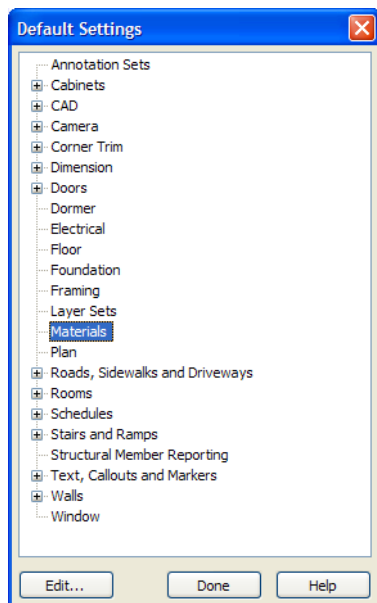 Default Settings
Annotation Sets
Cabinets
CAD
Camera
Corner Trim
Dimension
Doors
Dormer
Electrical
Floor
Foundation
Framing
Layer Sets
Materials
Plan
Roads, Sidewalks and Driveways
Rooms
Schedules
Stairs and Ramps
Structural Member Reporting
Text, Callouts and Markers
Walls
Window
Edit... Done Help